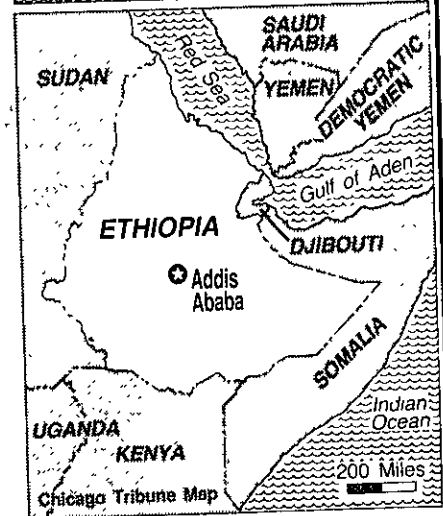 SAUDI
ARABIA
Red Sea
SUDAN
YEMEN
DEMOCRATIC
YEMEN
Gulf of Aden
ETHIOPIA
DJIBOUTI
Addis
Ababa
SOMALIA
Indian
Ocean
UGANDA
KENYA
200 Miles
Chicago Tribune Map